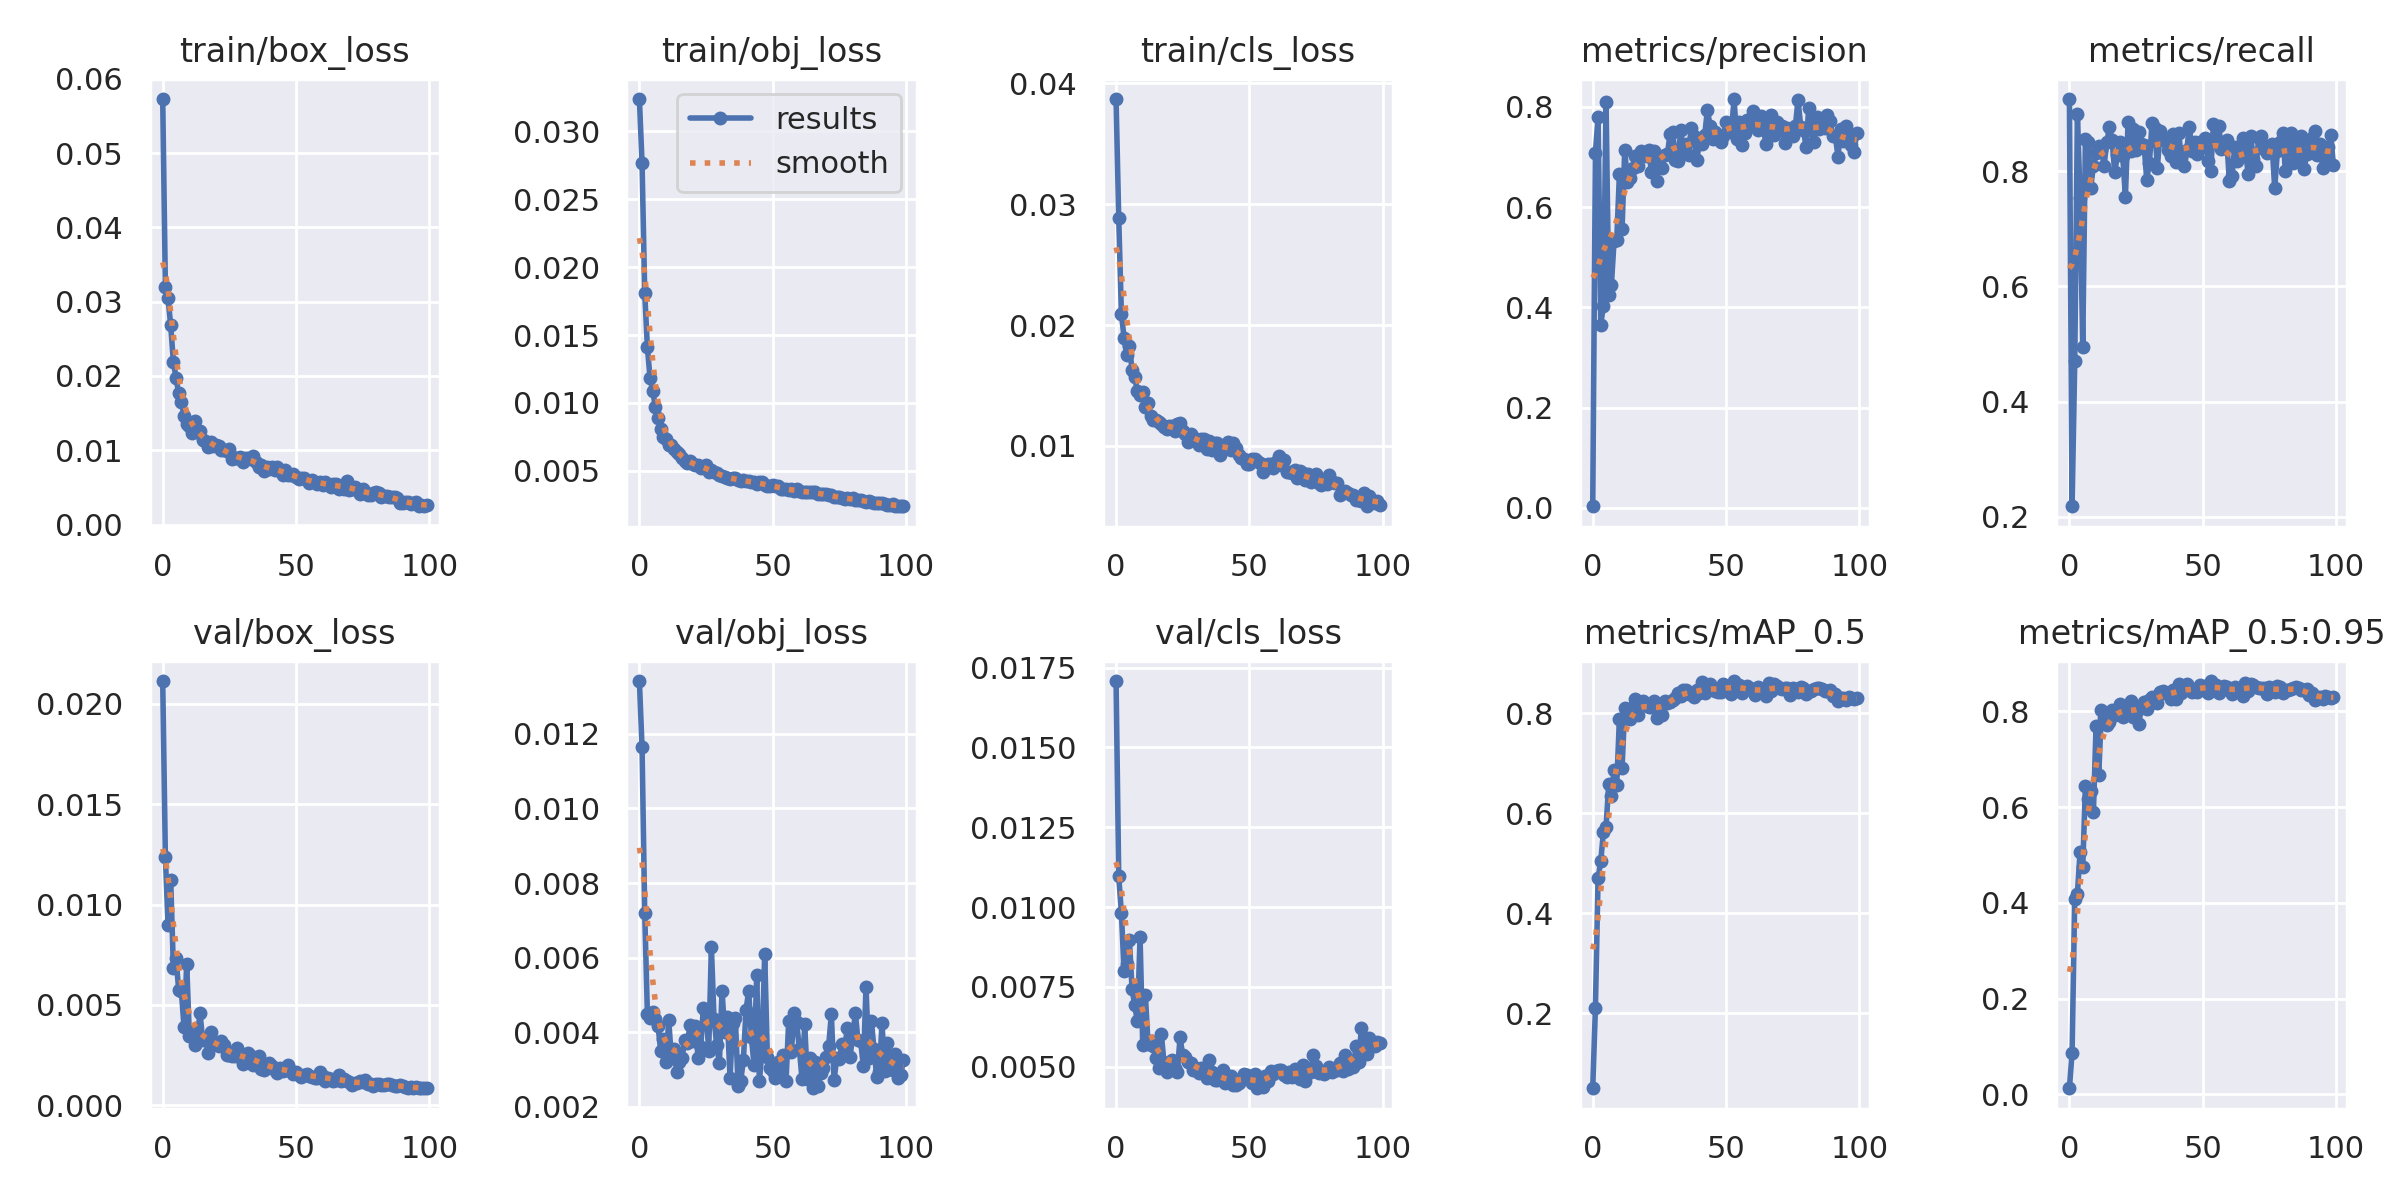 train/box_loss
0.06
0.05
0.04
0.03
0.02
0.01
0.00
0 50 100
train/obj_loss
results
smooth
0.030
0.025
0.020
0.015
0.010
0.005
0 50 100
train/cls_loss
0.04
0.03
0.02
0.01
0 50 100
metrics/precision
0.8
0.6
0.4
0.2
0.0
0 50 100
metrics/recall
0.8
0.6
0.4
0.2
0 50 100
val/box_loss
0.020
0.015
0.010
0.005
0.000
0 50 100
val/obj_loss
0.012
0.010
0.008
0.006
0.004
0.002
0 50 100
val/cls_loss
0.0175
0.0150
0.0125
0.0100
0.0075
0.0050
0 50 100
metrics/mAP_0.5
0.8
0.6
0.4
0.2
0 50 100
metrics/mAP_0.5:0.95
0.8
0.6
0.4
0.2
0.0
0 50 100